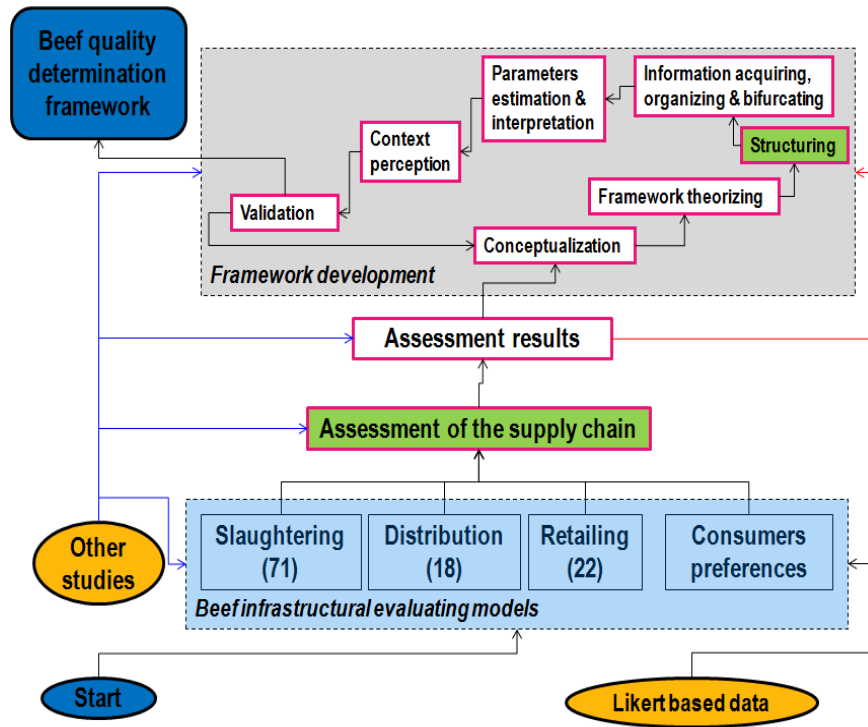 Beef quality
determination
framework
Parameters
estimation &
interpretation
Information acquiring,
organizing & bifurcating
Context
perception
Structuring
Validation
Framework theorizing
Conceptualization
Framework development
Assessment results
Assessment of the supply chain
Other
studies
Slaughtering
(71)
Distribution
(18)
Retailing
(22)
Consumers
preferences
Beef infrastructural evaluating models
Start
Likert based data